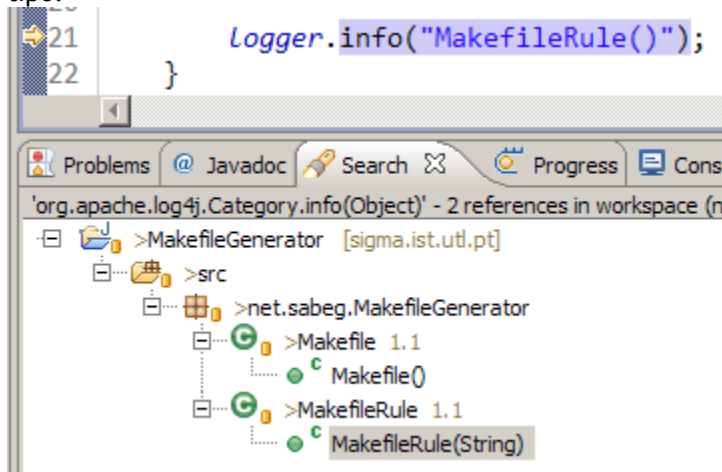 tipo.
21 Logger.info("MakefileRule()");
22 }
Problems @ Javadoc Search Progress Cons
'org.apache.log4j.Category.info(Object)' - 2 references in workspace (n
>MakefileGenerator [sigma.ist.utl.pt]
>src
>net.sabeg.MakefileGenerator
>Makefile 1.1
Makefile()
>MakefileRule 1.1
MakefileRule(String)